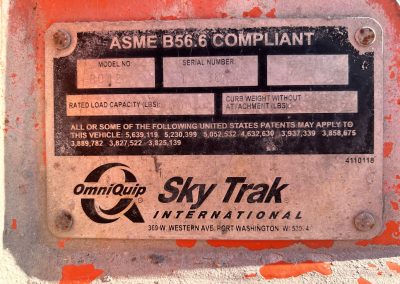 ASME B56.6 COMPLIANT
MODEL NO
SERIAL NUMBER
RATED LOAD CAPACITY (LBS)
CURB WEIGHT WITHOUT
ATTACHMENT (LBS)
ALL OR SOME OF THE FOLLOWING UNITED STATES PATENTS MAY APPLY TO
THIS VEHICLE: 5,639,119 5,230,399 5,052,532 4,632,630 3,937,339 3,858,675
3,889,782 3,827,522 3,825,139
4110118
OmniQuip
Sky Trak
INTERNATIONAL
369 W. WESTERN AVE. PORT WASHINGTON, WI